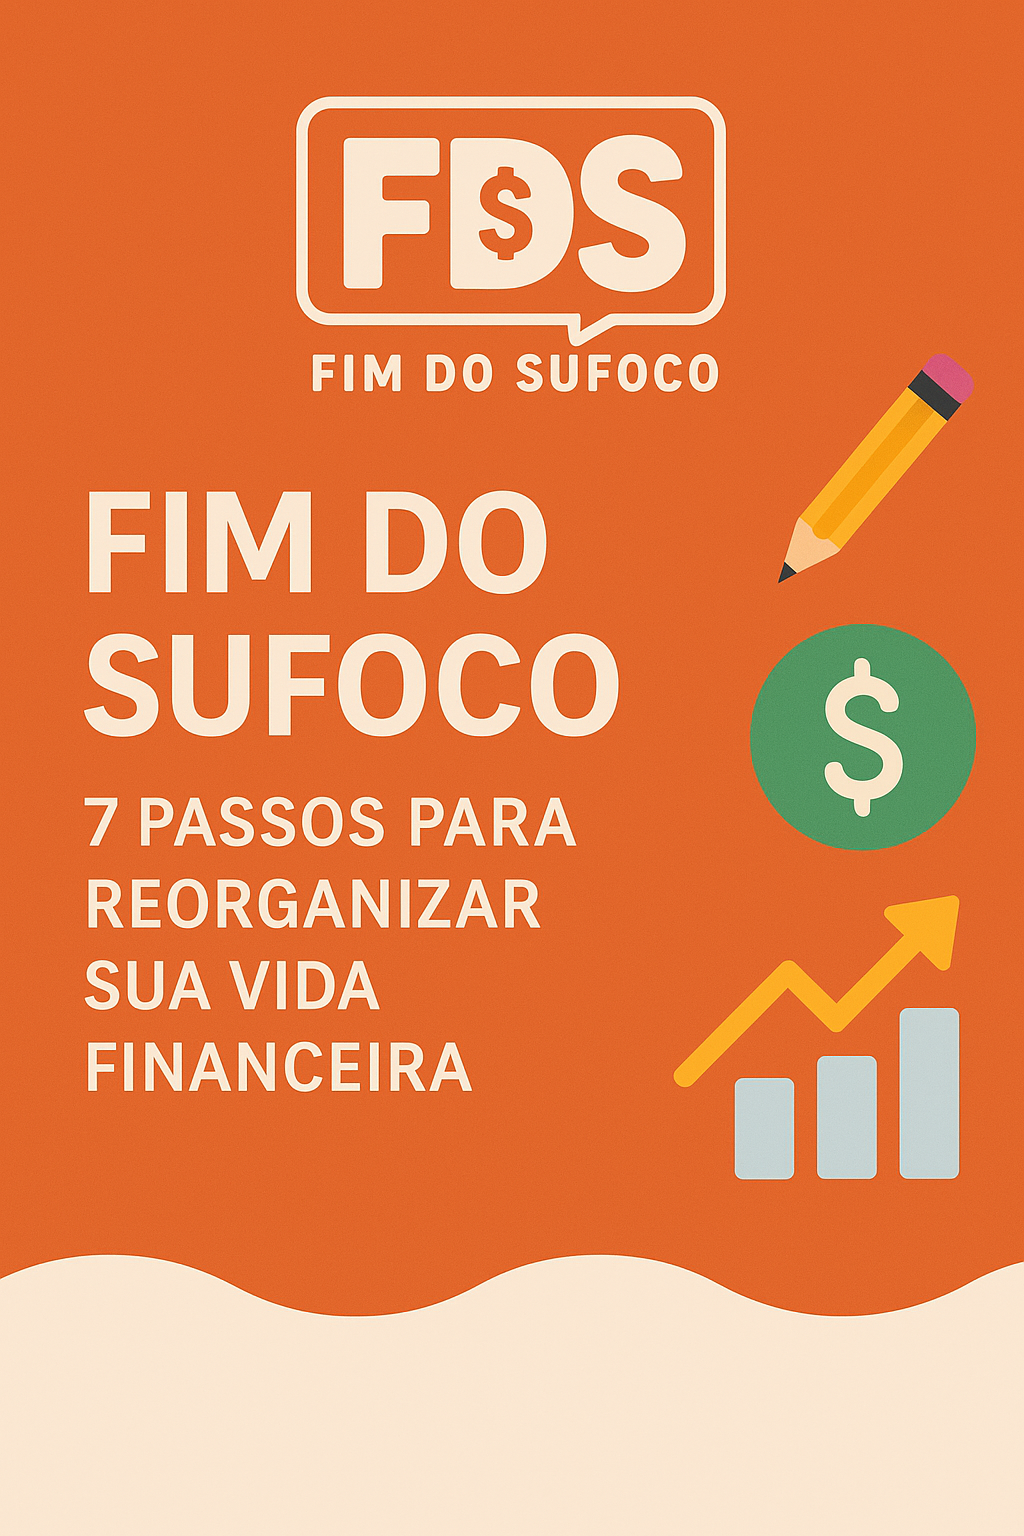 FDS
$
FIM DO SUFOCO
FIM DO
SUFOCO
7 PASSOS PARA
REORGANIZAR
SUA VIDA
FINANCEIRA
$